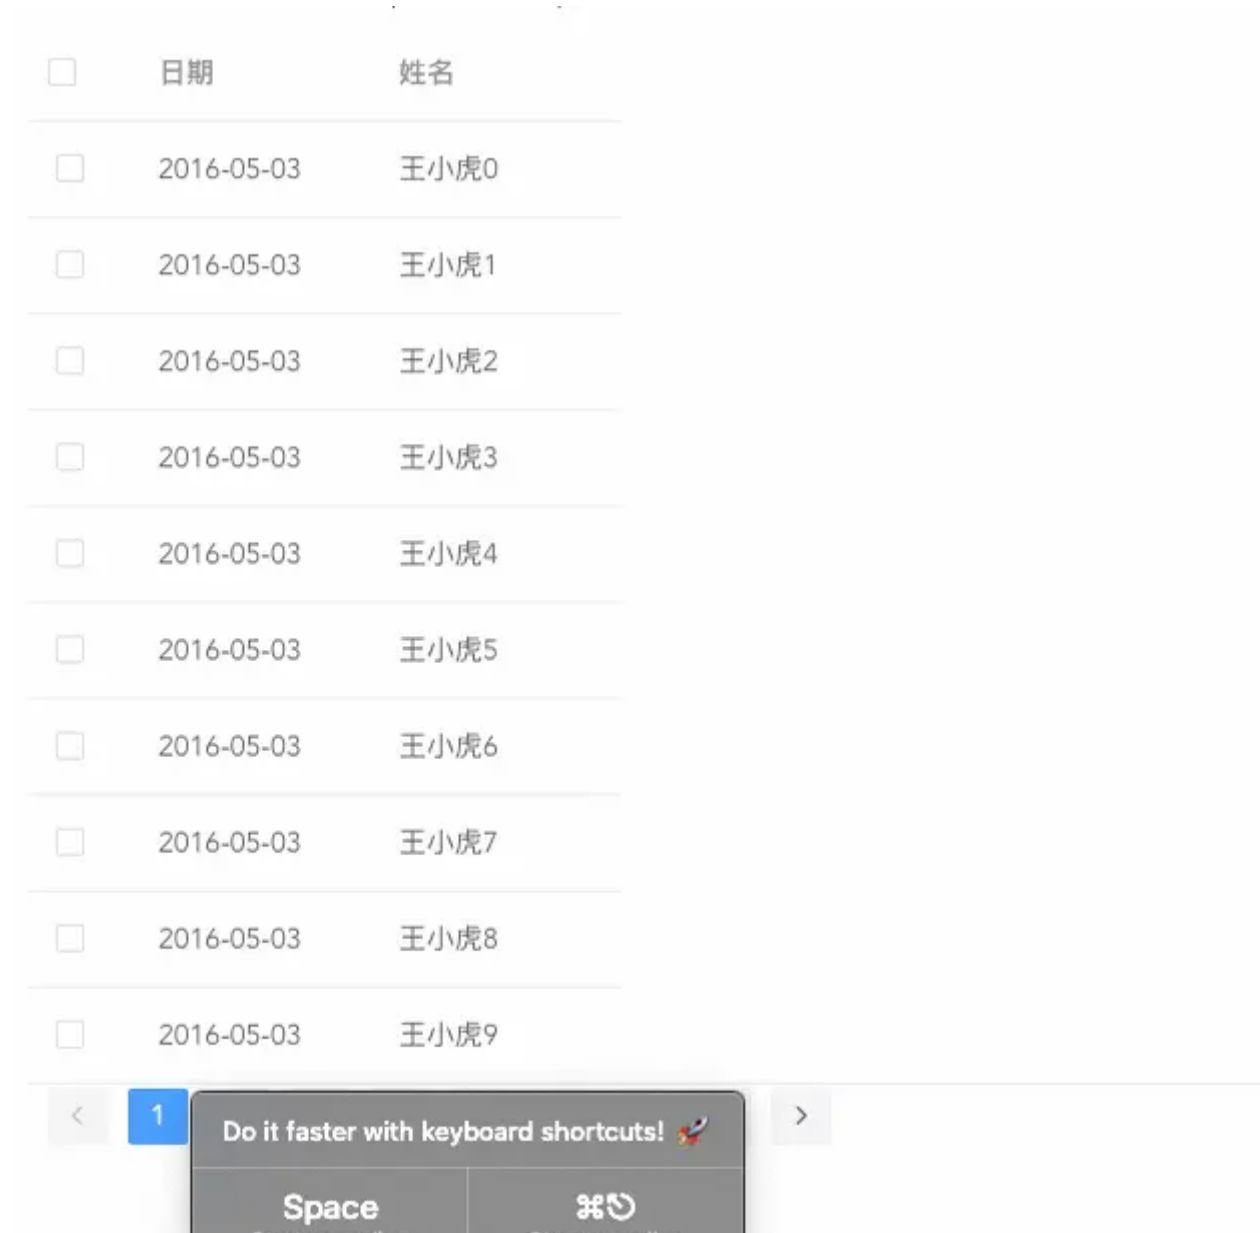 日期 姓名
2016-05-03 王小虎0
2016-05-03 王小虎1
2016-05-03 王小虎2
2016-05-03 王小虎3
2016-05-03 王小虎4
2016-05-03 王小虎5
2016-05-03 王小虎6
2016-05-03 王小虎7
2016-05-03 王小虎8
2016-05-03 王小虎9
< 1 >
Do it faster with keyboard shortcuts! 🚀
Space ⌘⎋